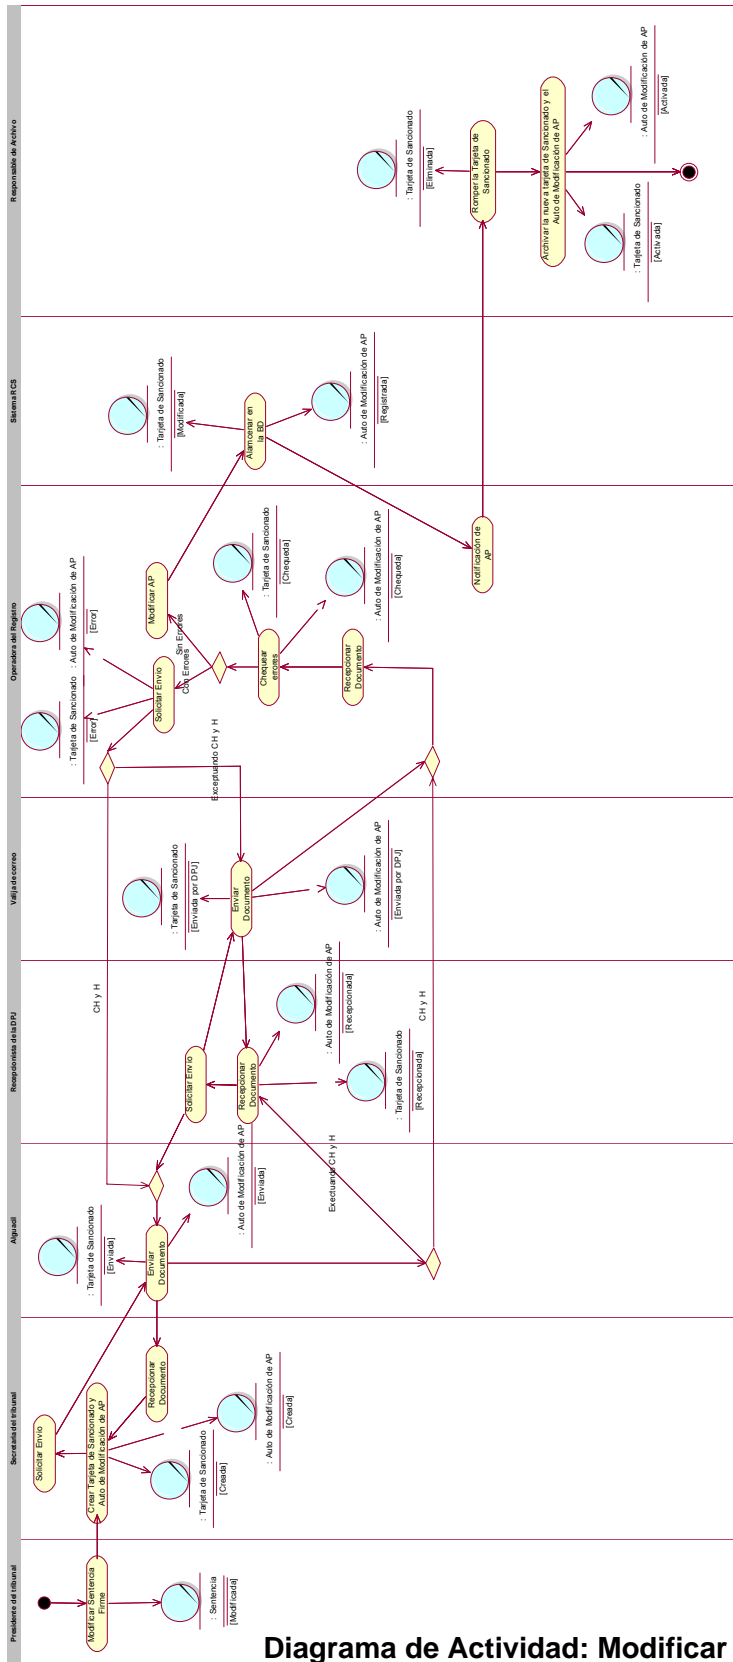 Presidente del tribunal
Modificar Sentencia
Firme
: Sentencia
[Modificada]
Secretaria del tribunal
Solicitar Envio
Crear Tarjeta de Sancionado y
Auto de Modificación de AP
Recepcionar
Documento
: Tarjeta de Sancionado
[Creada]
: Auto de Modificación de AP
[Creada]
Alguacil
: Tarjeta de Sancionado
[Enviada]
Enviar
Documento
: Auto de Modificación de AP
[Enviada]
Exectuando CH y H
Recepcionista de la DPJ
Solicitar Envio
Recepcionar
Documento
: Auto de Modificación de AP
[Recepcionada]
: Tarjeta de Sancionado
[Recepcionada]
CH y H
CH y H
Valija de correo
: Tarjeta de Sancionado
[Enviada por DPJ]
Enviar
Documento
: Auto de Modificación de AP
[Enviada por DPJ]
Operadora del Registro
: Tarjeta de Sancionado
[Error]
: Auto de Modificación de AP
[Error]
Solicitar Envio
Exceptuando CH y H
Con Errores
Sin Errores
Modificar AP
Chequear
errores
: Tarjeta de Sancionado
[Chequeda]
: Auto de Modificación de AP
[Chequeda]
Recepcionar
Documento
Notificación de
AP
Sistema RCS
: Tarjeta de Sancionado
[Modificada]
Alamcenar en
la BD
: Auto de Modificación de AP
[Registrada]
Responsable de Archivo
: Tarjeta de Sancionado
[Eliminada]
Romper la Tarjeta de
Sancionado
Archivar la nueva tarjeta de Sancionado y el
Auto de Modificación de AP
: Auto de Modificación de AP
[Activada]
: Tarjeta de Sancionado
[Activada]
Diagrama de Actividad: Modificar